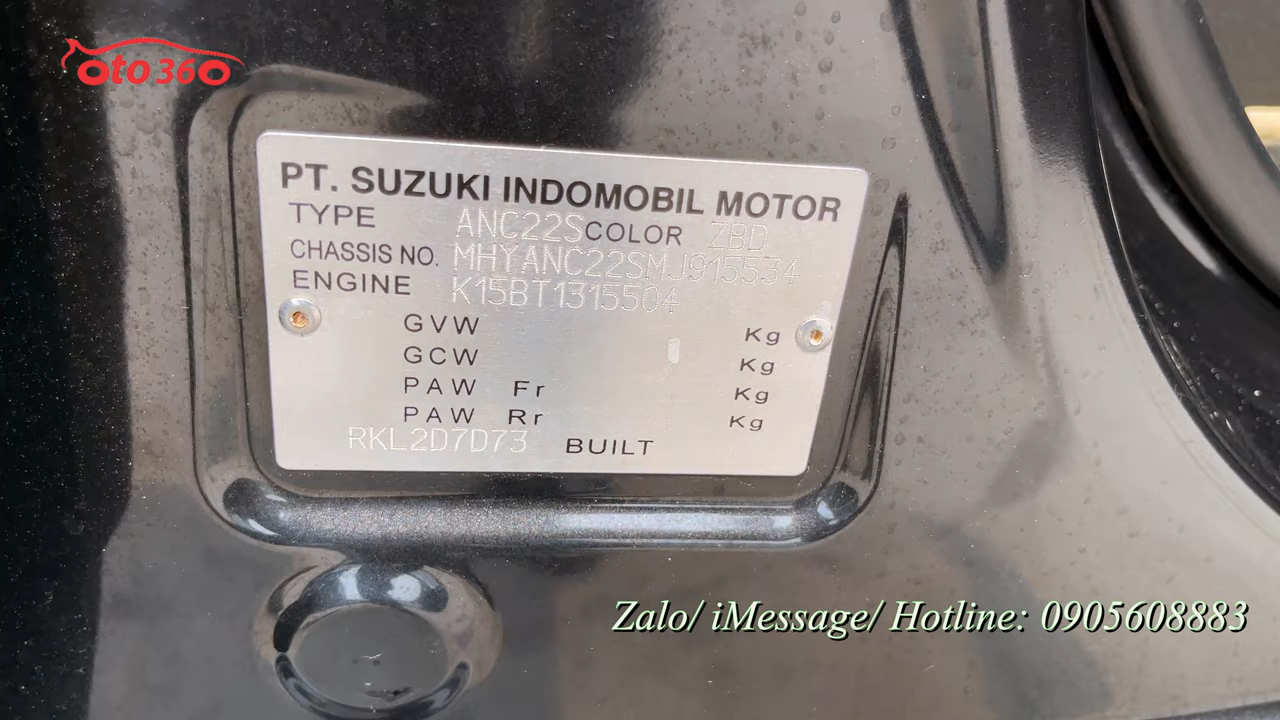 oto360
PT. SUZUKI INDOMOBIL MOTOR
TYPE ANC22S COLOR ZBD
CHASSIS NO. MHYANC22SMJ915534
ENGINE K15BT1315504
GVW Kg
GCW Kg
PAW Fr Kg
PAW Rr Kg
RKL2D7D73 BUILT
Zalo/ iMessage/ Hotline: 0905608883